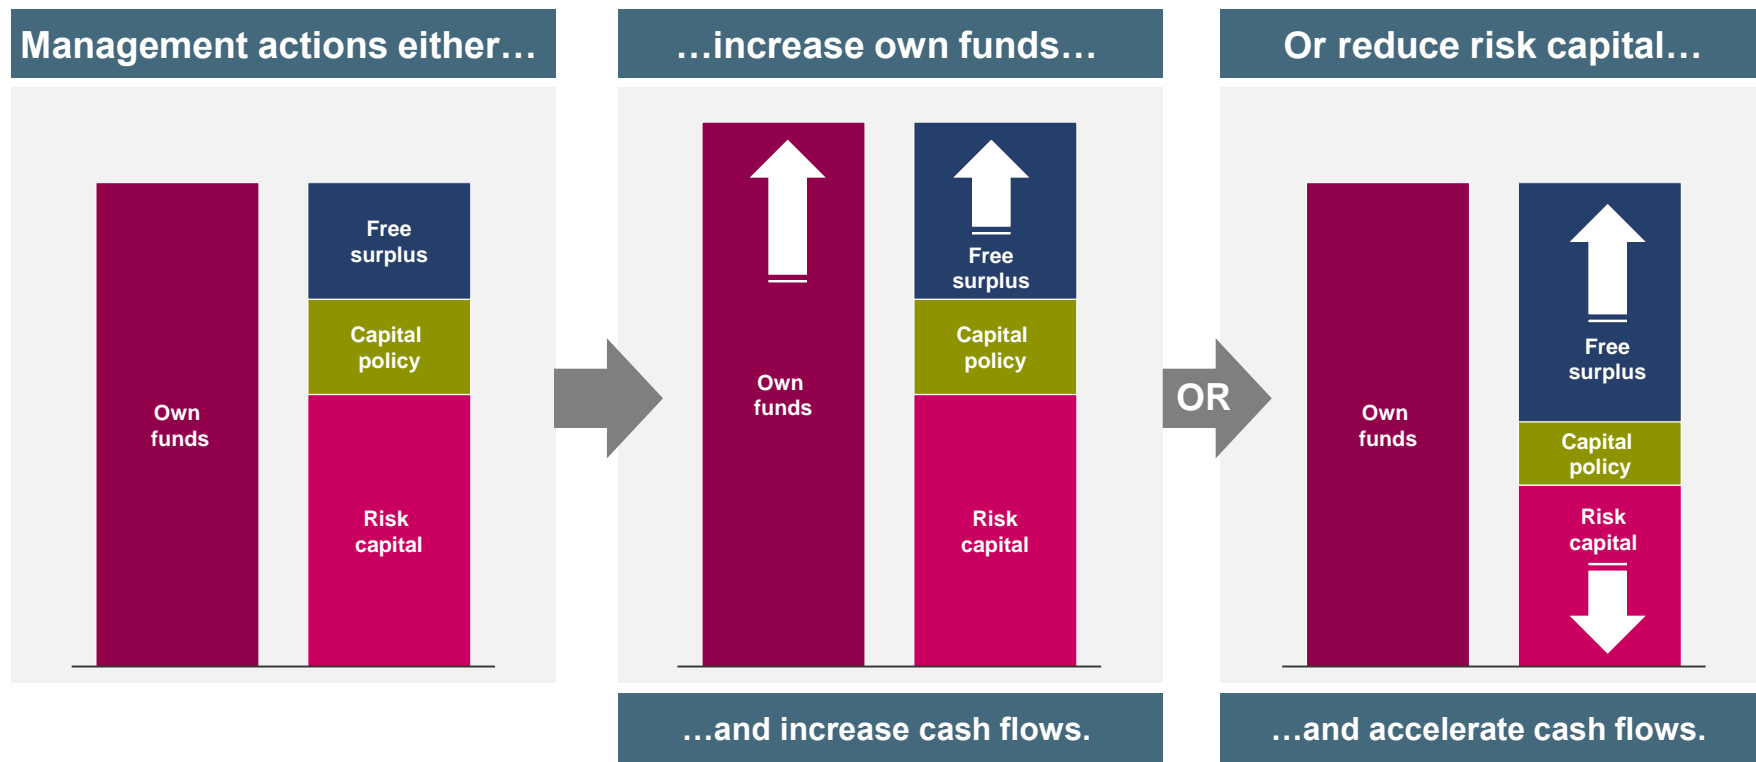 Management actions either…
…increase own funds…
Or reduce risk capital…
Own
funds
Free
surplus
Capital
policy
Risk
capital
Own
funds
Free
surplus
Capital
policy
Risk
capital
OR
Own
funds
Free
surplus
Capital
policy
Risk
capital
…and increase cash flows.
…and accelerate cash flows.